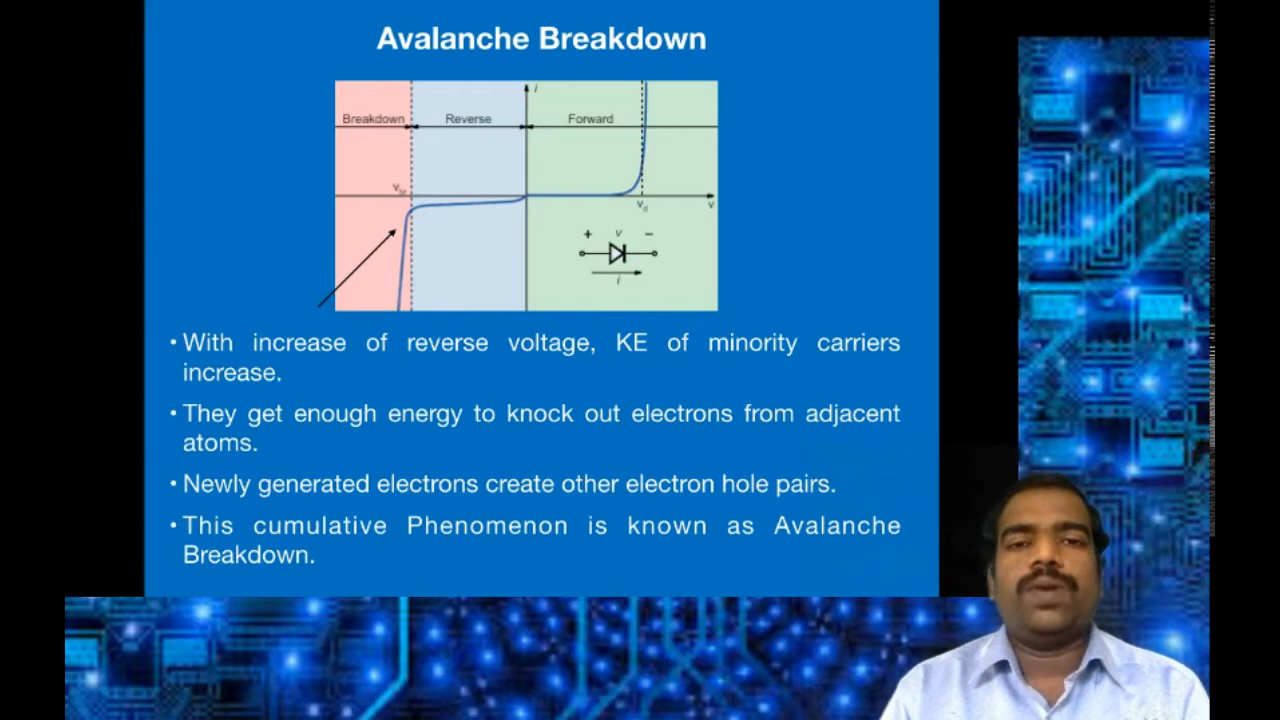 Avalanche Breakdown
i
Breakdown Reverse Forward
v
v
d
+ v −
i
• With increase of reverse voltage, KE of minority carriers
increase.
• They get enough energy to knock out electrons from adjacent
atoms.
• Newly generated electrons create other electron hole pairs.
• This cumulative Phenomenon is known as Avalanche
Breakdown.